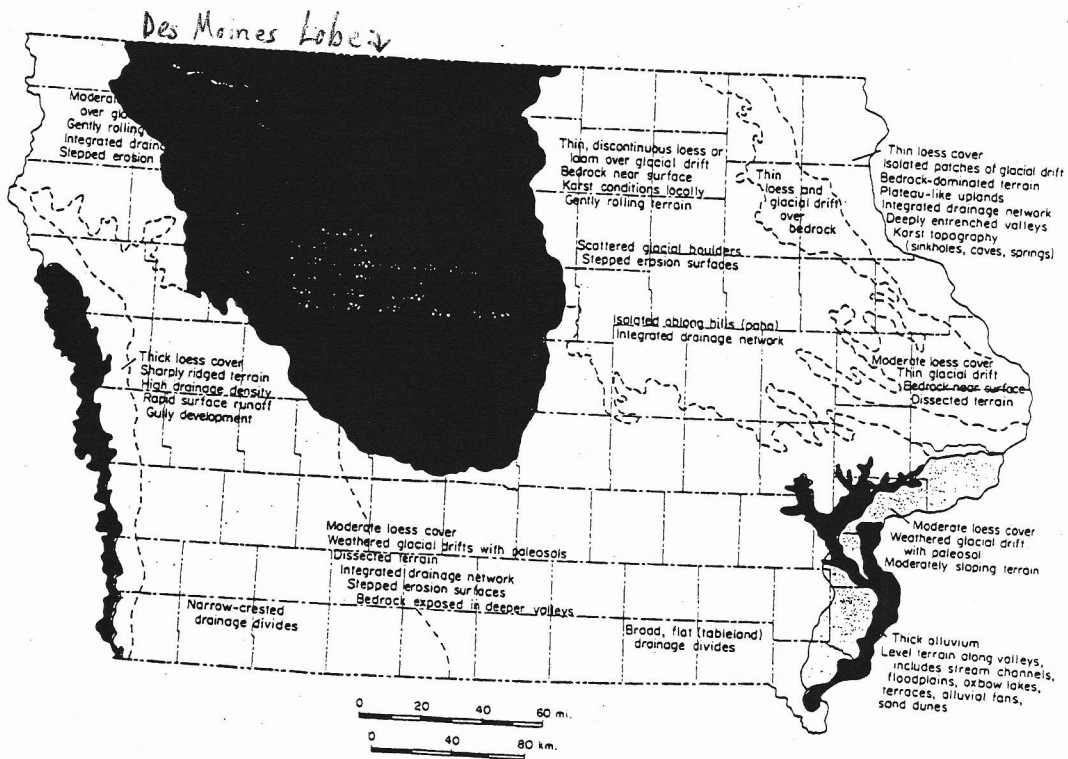 Des Moines Lobe
Moderat
over gla
Gently rolling
Integrated drain
Stepped erosion
Thin, discontinuous loess or
loam over glacial drift
Bedrock near surface
Karst conditions locally
Gently rolling terrain
Thin
loess and
glacial drift
over
bedrock
Thin loess cover
Isolated patches of glacial drift
Bedrock-dominated terrain
Plateau-like uplands
Integrated drainage network
Deeply entrenched valleys
Karst topography
(sinkholes, caves, springs)
Scattered glacial boulders
Stepped erosion surfaces
Isolated oblong hills (paha)
Integrated drainage network
Moderate loess cover
Thin glacial drift
Bedrock near surface
Dissected terrain
Thick loess cover
Sharply ridged terrain
High drainage density
Rapid surface runoff
Gully development
Moderate loess cover
Weathered glacial drifts with paleosols
Dissected terrain
Integrated drainage network
Stepped erosion surfaces
Bedrock exposed in deeper valleys
Moderate loess cover
Weathered glacial drift
with paleosol
Moderately sloping terrain
Narrow-crested
drainage divides
Broad, flat (tableland)
drainage divides
Thick alluvium
Level terrain along valleys,
includes stream channels,
floodplains, oxbow lakes,
terraces, alluvial fans,
sand dunes
0 20 40 60 mi.
0 40 80 km.